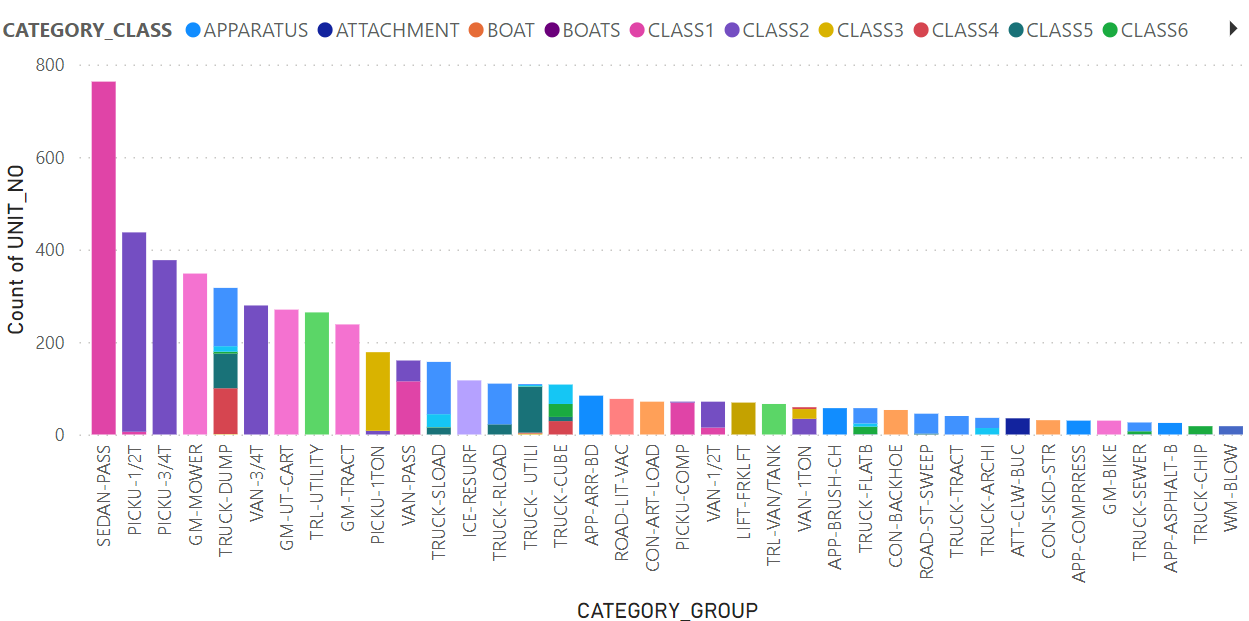 CATEGORY_CLASS APPARATUS ATTACHMENT BOAT BOATS CLASS1 CLASS2 CLASS3 CLASS4 CLASS5 CLASS6
800
600
400
200
0
Count of UNIT_NO
SEDAN-PASS
PICKU-1/2T
PICKU-3/4T
GM-MOWER
TRUCK-DUMP
VAN-3/4T
GM-UT-CART
TRL-UTILITY
GM-TRACT
PICKU-1TON
VAN-PASS
TRUCK-SLOAD
ICE-RESURF
TRUCK-RLOAD
TRUCK- UTILI
TRUCK-CUBE
APP-ARR-BD
ROAD-LIT-VAC
CON-ART-LOAD
PICKU-COMP
VAN-1/2T
LIFT-FRKLFT
TRL-VAN/TANK
VAN-1TON
APP-BRUSH-CH
TRUCK-FLATB
CON-BACKHOE
ROAD-ST-SWEEP
TRUCK-TRACT
TRUCK-ARCHI
ATT-CLW-BUC
CON-SKD-STR
APP-COMPRRESS
GM-BIKE
TRUCK-SEWER
APP-ASPHALT-B
TRUCK-CHIP
WM-BLOW
CATEGORY_GROUP